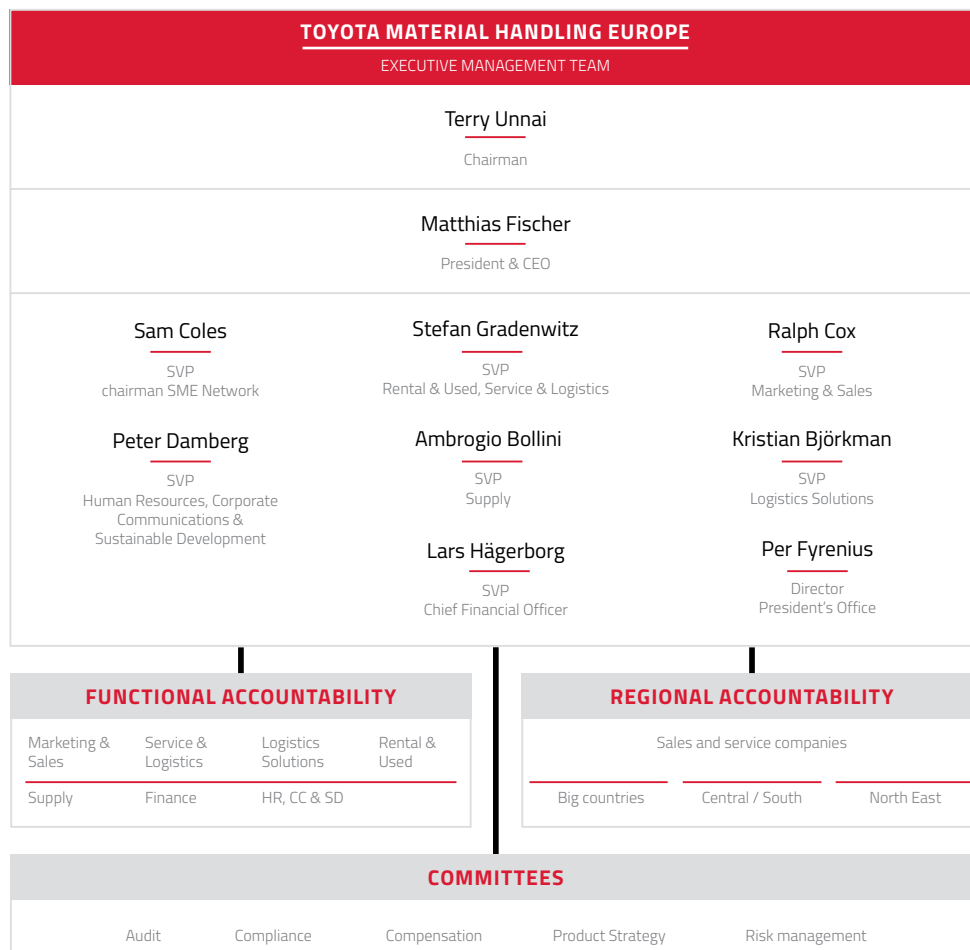 TOYOTA MATERIAL HANDLING EUROPE
EXECUTIVE MANAGEMENT TEAM
Terry Unnai
Chairman
Matthias Fischer
President & CEO
Sam Coles
SVP
chairman SME Network
Stefan Gradenwitz
SVP
Rental & Used, Service & Logistics
Ralph Cox
SVP
Marketing & Sales
Peter Damberg
SVP
Human Resources, Corporate
Communications &
Sustainable Development
Ambrogio Bollini
SVP
Supply
Kristian Björkman
SVP
Logistics Solutions
Lars Hägerborg
SVP
Chief Financial Officer
Per Fyrenius
Director
President's Office
FUNCTIONAL ACCOUNTABILITY
Marketing &
Sales
Service &
Logistics
Logistics
Solutions
Rental &
Used
Supply
Finance
HR, CC & SD
REGIONAL ACCOUNTABILITY
Sales and service companies
Big countries
Central / South
North East
COMMITTEES
Audit
Compliance
Compensation
Product Strategy
Risk management